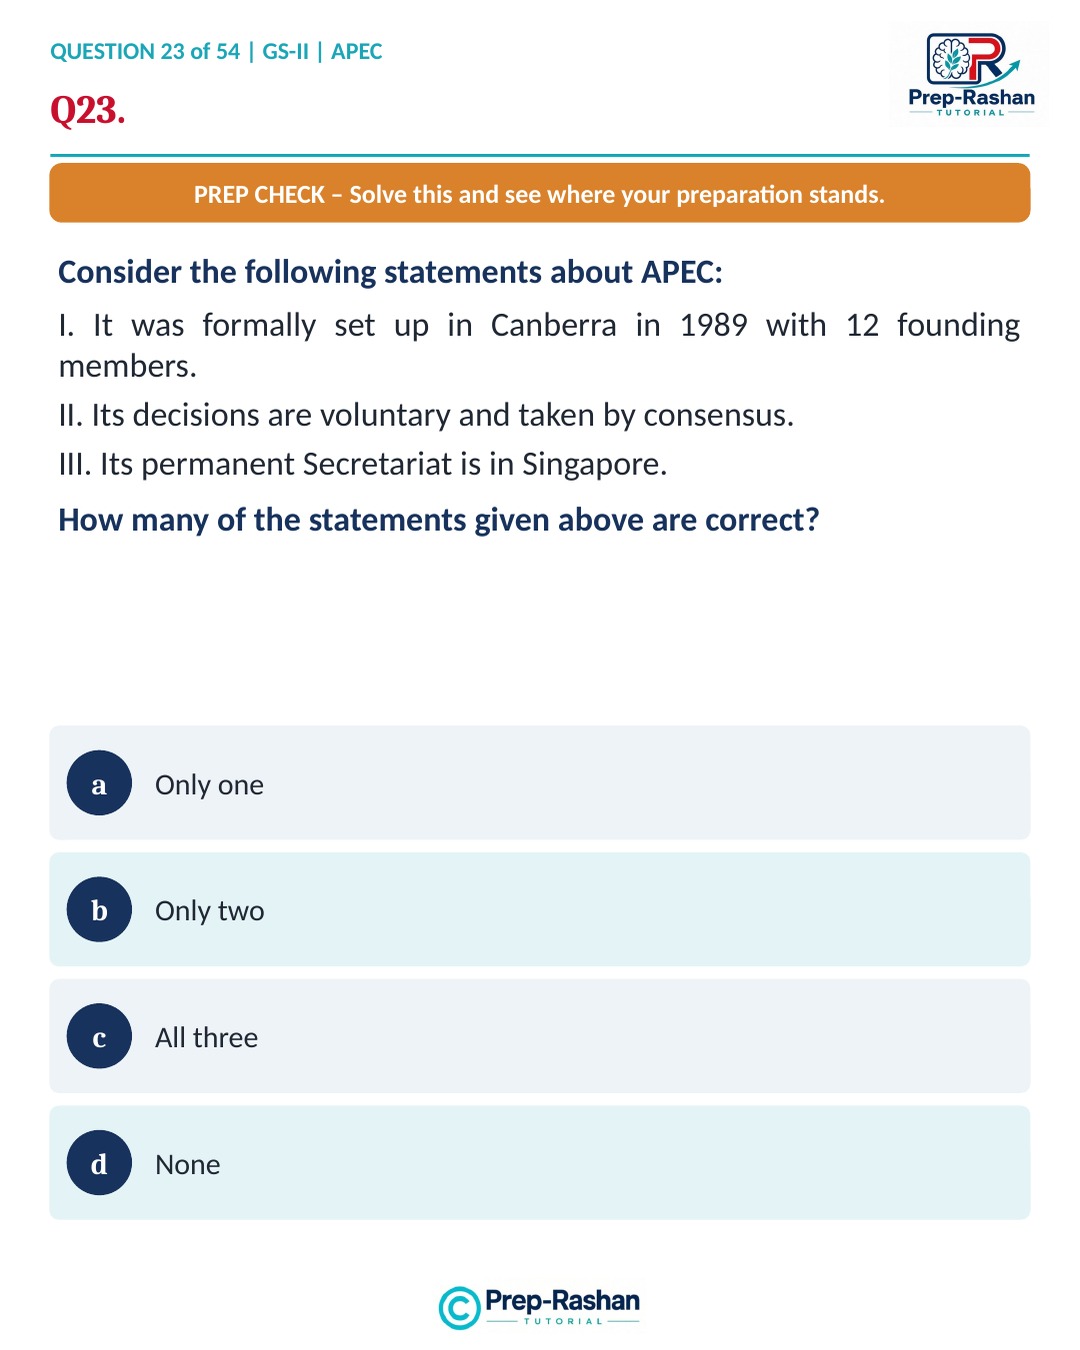 QUESTION 23 of 54 | GS-II | APEC
Q23.
Prep-Rashan
TUTORIAL
PREP CHECK – Solve this and see where your preparation stands.
Consider the following statements about APEC:
I. It was formally set up in Canberra in 1989 with 12 founding
members.
II. Its decisions are voluntary and taken by consensus.
III. Its permanent Secretariat is in Singapore.
How many of the statements given above are correct?
a Only one
b Only two
c All three
d None
© Prep-Rashan
TUTORIAL